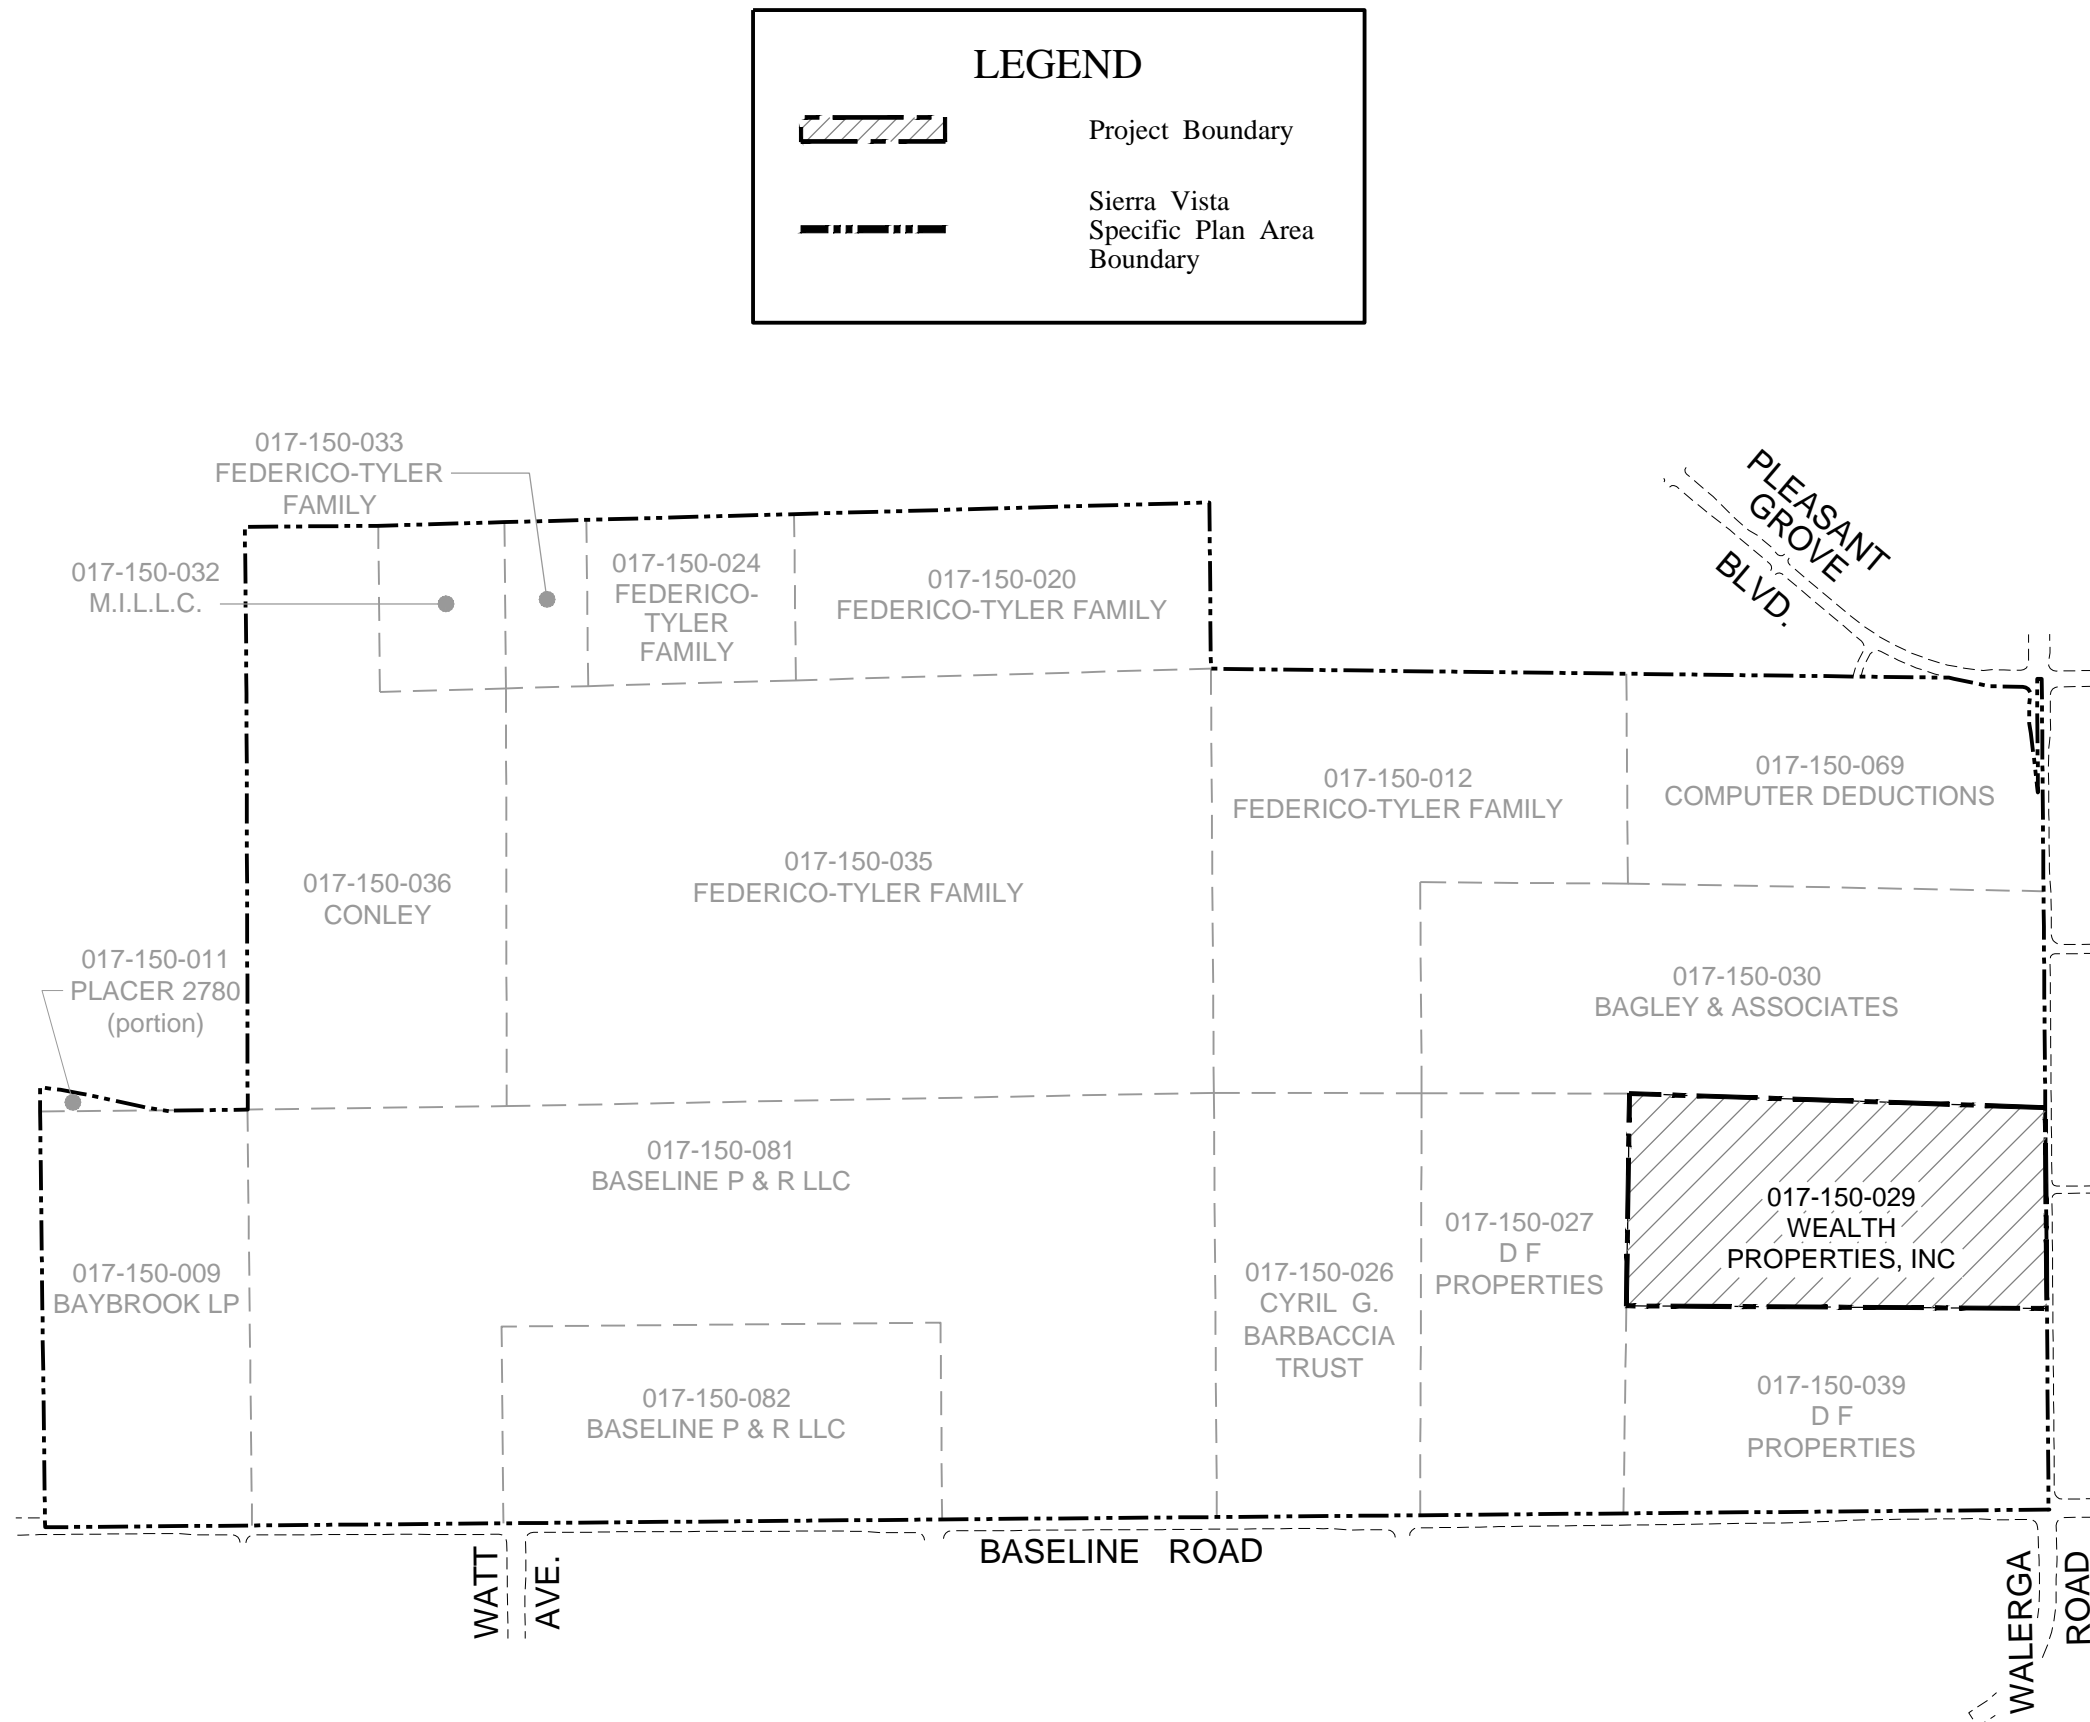 LEGEND
Project Boundary
Sierra Vista
Specific Plan Area
Boundary
017-150-033
FEDERICO-TYLER
FAMILY
017-150-032
M.I.L.L.C.
017-150-024
FEDERICO-
TYLER
FAMILY
017-150-020
FEDERICO-TYLER FAMILY
PLEASANT
GROVE
BLVD.
017-150-012
FEDERICO-TYLER FAMILY
017-150-069
COMPUTER DEDUCTIONS
017-150-036
CONLEY
017-150-035
FEDERICO-TYLER FAMILY
017-150-011
PLACER 2780
(portion)
017-150-030
BAGLEY & ASSOCIATES
017-150-081
BASELINE P & R LLC
017-150-009
BAYBROOK LP
017-150-082
BASELINE P & R LLC
017-150-026
CYRIL G.
BARBACCIA
TRUST
017-150-027
D F
PROPERTIES
017-150-029
WEALTH
PROPERTIES, INC
017-150-039
D F
PROPERTIES
BASELINE ROAD
WATT
AVE.
WALERGA
ROAD